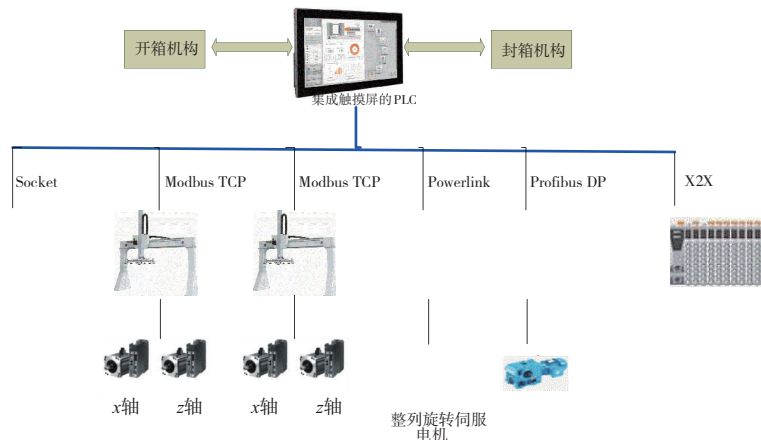 开箱机构
封箱机构
集成触摸屏的PLC
Socket
Modbus TCP
Modbus TCP
Powerlink
Profibus DP
X2X
x轴
z轴
x轴
z轴
整列旋转伺服
电机